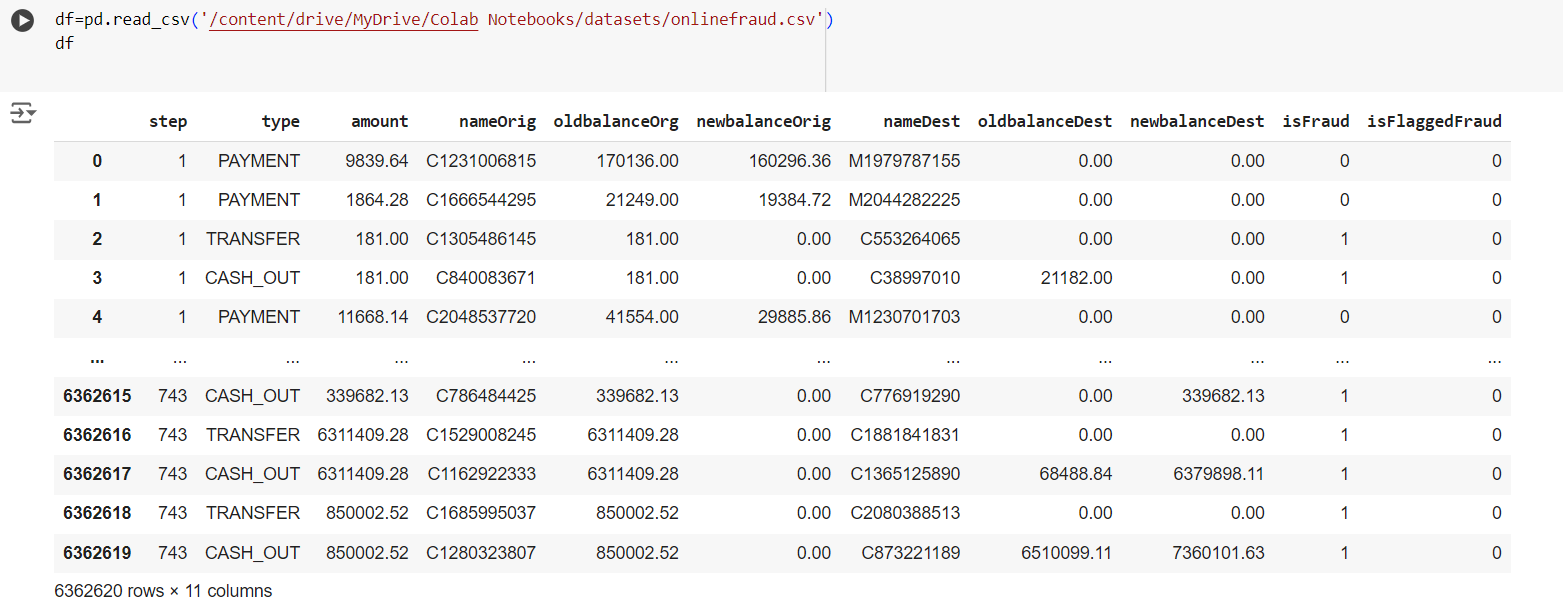 df=pd.read_csv('/content/drive/MyDrive/Colab Notebooks/datasets/onlinefraud.csv')
df
step type amount nameOrig oldbalanceOrg newbalanceOrig nameDest oldbalanceDest newbalanceDest isFraud isFlaggedFraud
0 1 PAYMENT 9839.64 C1231006815 170136.00 160296.36 M1979787155 0.00 0.00 0 0
1 1 PAYMENT 1864.28 C1666544295 21249.00 19384.72 M2044282225 0.00 0.00 0 0
2 1 TRANSFER 181.00 C1305486145 181.00 0.00 C553264065 0.00 0.00 1 0
3 1 CASH_OUT 181.00 C840083671 181.00 0.00 C38997010 21182.00 0.00 1 0
4 1 PAYMENT 11668.14 C2048537720 41554.00 29885.86 M1230701703 0.00 0.00 0 0
... ... ... ... ... ... ... ... ... ... ... ...
6362615 743 CASH_OUT 339682.13 C786484425 339682.13 0.00 C776919290 0.00 339682.13 1 0
6362616 743 TRANSFER 6311409.28 C1529008245 6311409.28 0.00 C1881841831 0.00 0.00 1 0
6362617 743 CASH_OUT 6311409.28 C1162922333 6311409.28 0.00 C1365125890 68488.84 6379898.11 1 0
6362618 743 TRANSFER 850002.52 C1685995037 850002.52 0.00 C2080388513 0.00 0.00 1 0
6362619 743 CASH_OUT 850002.52 C1280323807 850002.52 0.00 C873221189 6510099.11 7360101.63 1 0
6362620 rows × 11 columns